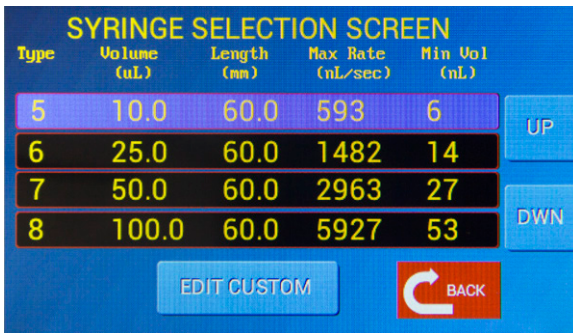 SYRINGE SELECTION SCREEN
Type Volume Length Max Rate Min Vol
(uL) (mm) (nL/sec) (nL)
5 10.0 60.0 593 6
UP
6 25.0 60.0 1482 14
7 50.0 60.0 2963 27
DWN
8 100.0 60.0 5927 53
EDIT CUSTOM
BACK